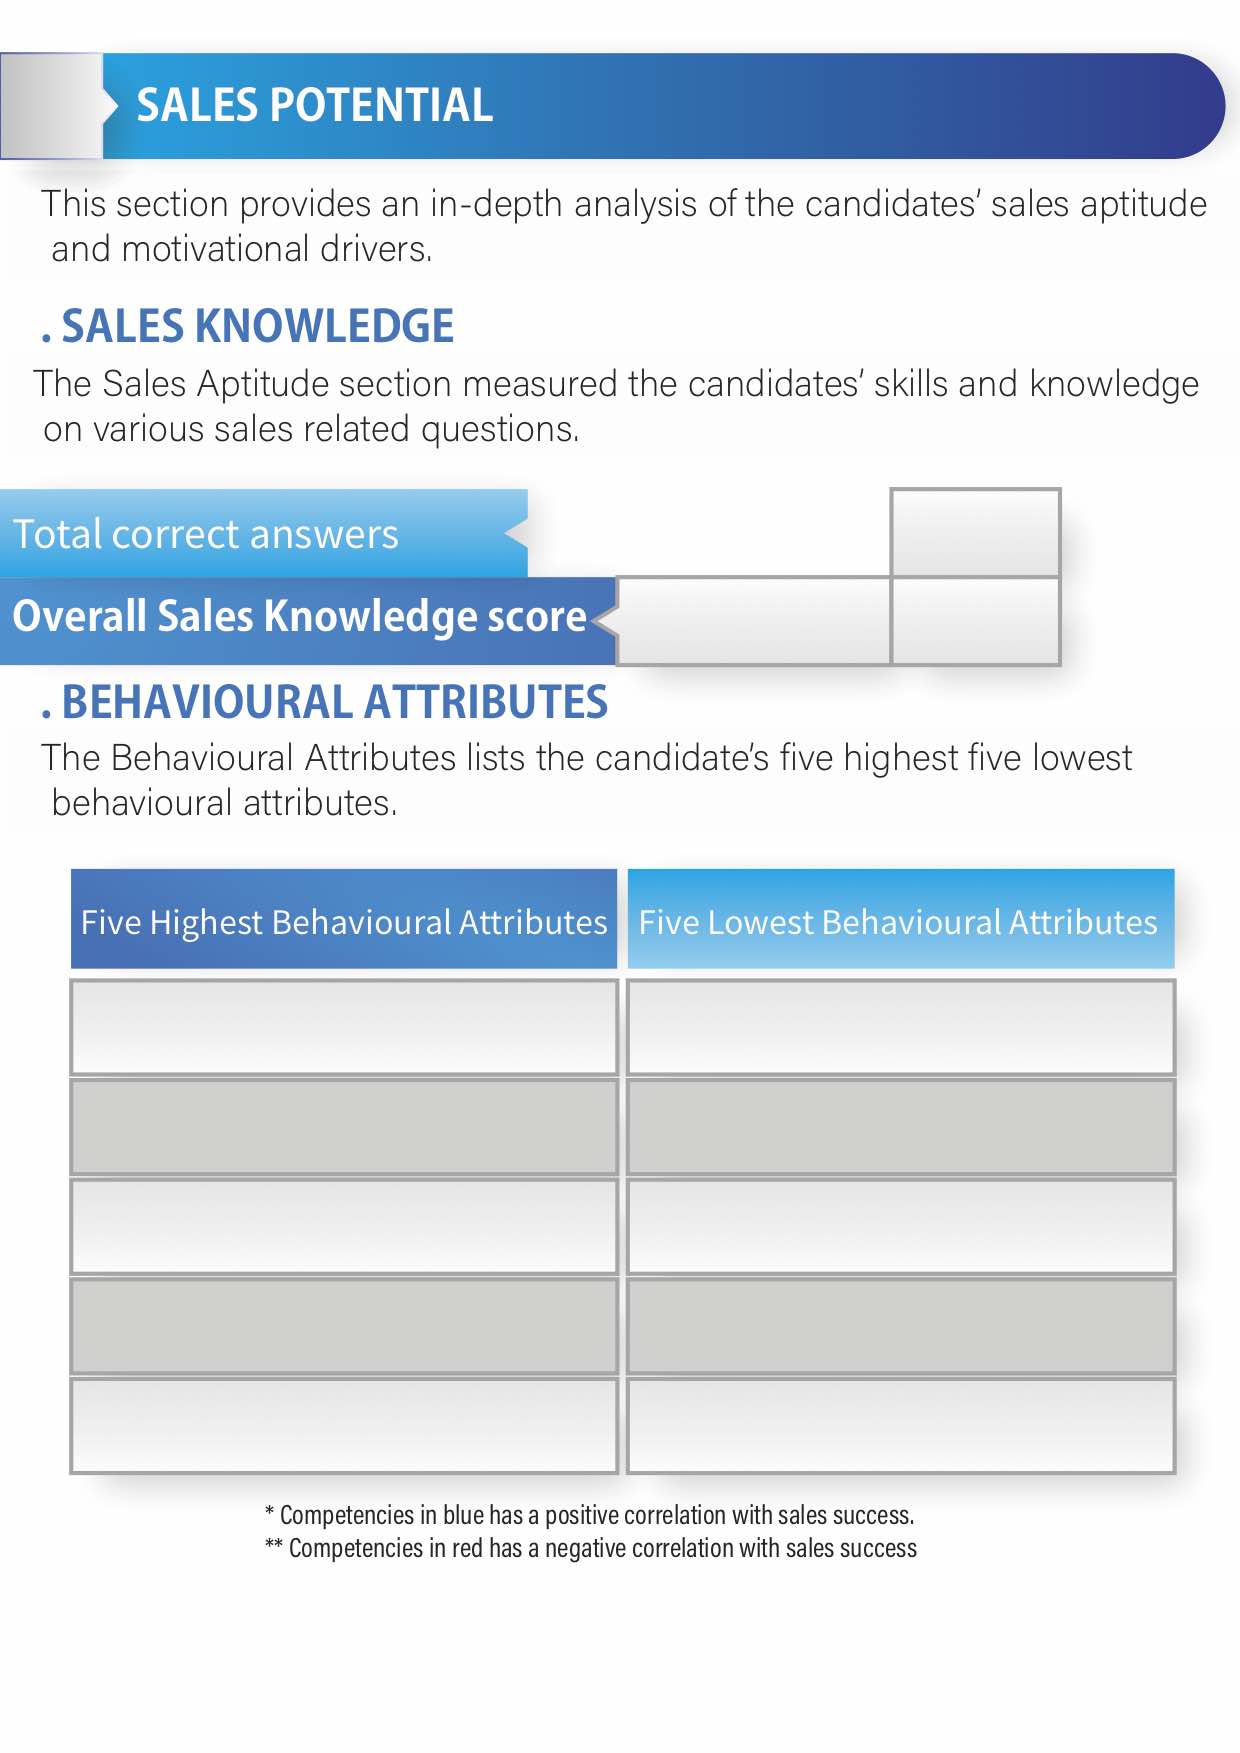 SALES POTENTIAL
This section provides an in-depth analysis of the candidates’ sales aptitude
and motivational drivers.
. SALES KNOWLEDGE
The Sales Aptitude section measured the candidates’ skills and knowledge
on various sales related questions.
Total correct answers
Overall Sales Knowledge score
. BEHAVIOURAL ATTRIBUTES
The Behavioural Attributes lists the candidate’s five highest five lowest
behavioural attributes.
Five Highest Behavioural Attributes
Five Lowest Behavioural Attributes
* Competencies in blue has a positive correlation with sales success.
** Competencies in red has a negative correlation with sales success